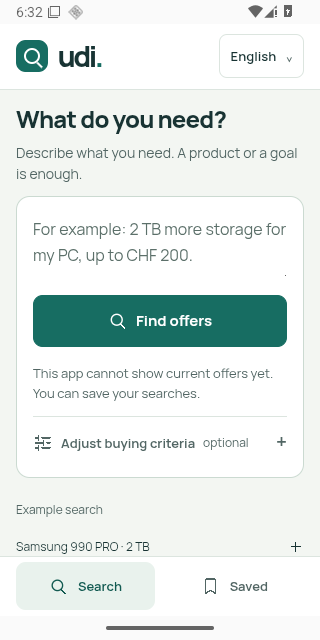 6:32
udi.
English
What do you need?
Describe what you need. A product or a goal
is enough.
For example: 2 TB more storage for
my PC, up to CHF 200.
Find offers
This app cannot show current offers yet.
You can save your searches.
Adjust buying criteria optional +
Example search
Samsung 990 PRO · 2 TB +
Search
Saved